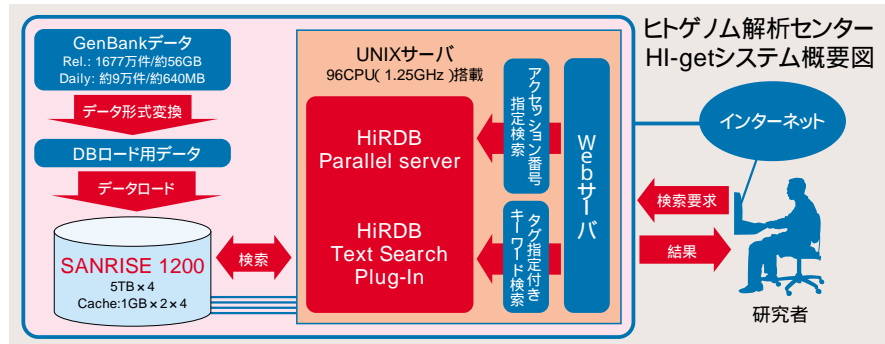 ヒトゲノム解析センター
HI-getシステム概要図
GenBankデータ
Rel.: 1677万件/約56GB
Daily: 約9万件/約640MB
データ形式変換
DBロード用データ
データロード
SANRISE 1200
5TB×4
Cache:1GB×2×4
検索
UNIXサーバ
96CPU( 1.25GHz )搭載
HiRDB
Parallel server
HiRDB
Text Search
Plug-In
アクセッション番号
指定検索
タグ指定付き
キーワード検索
Webサーバ
インターネット
検索要求
結果
研究者